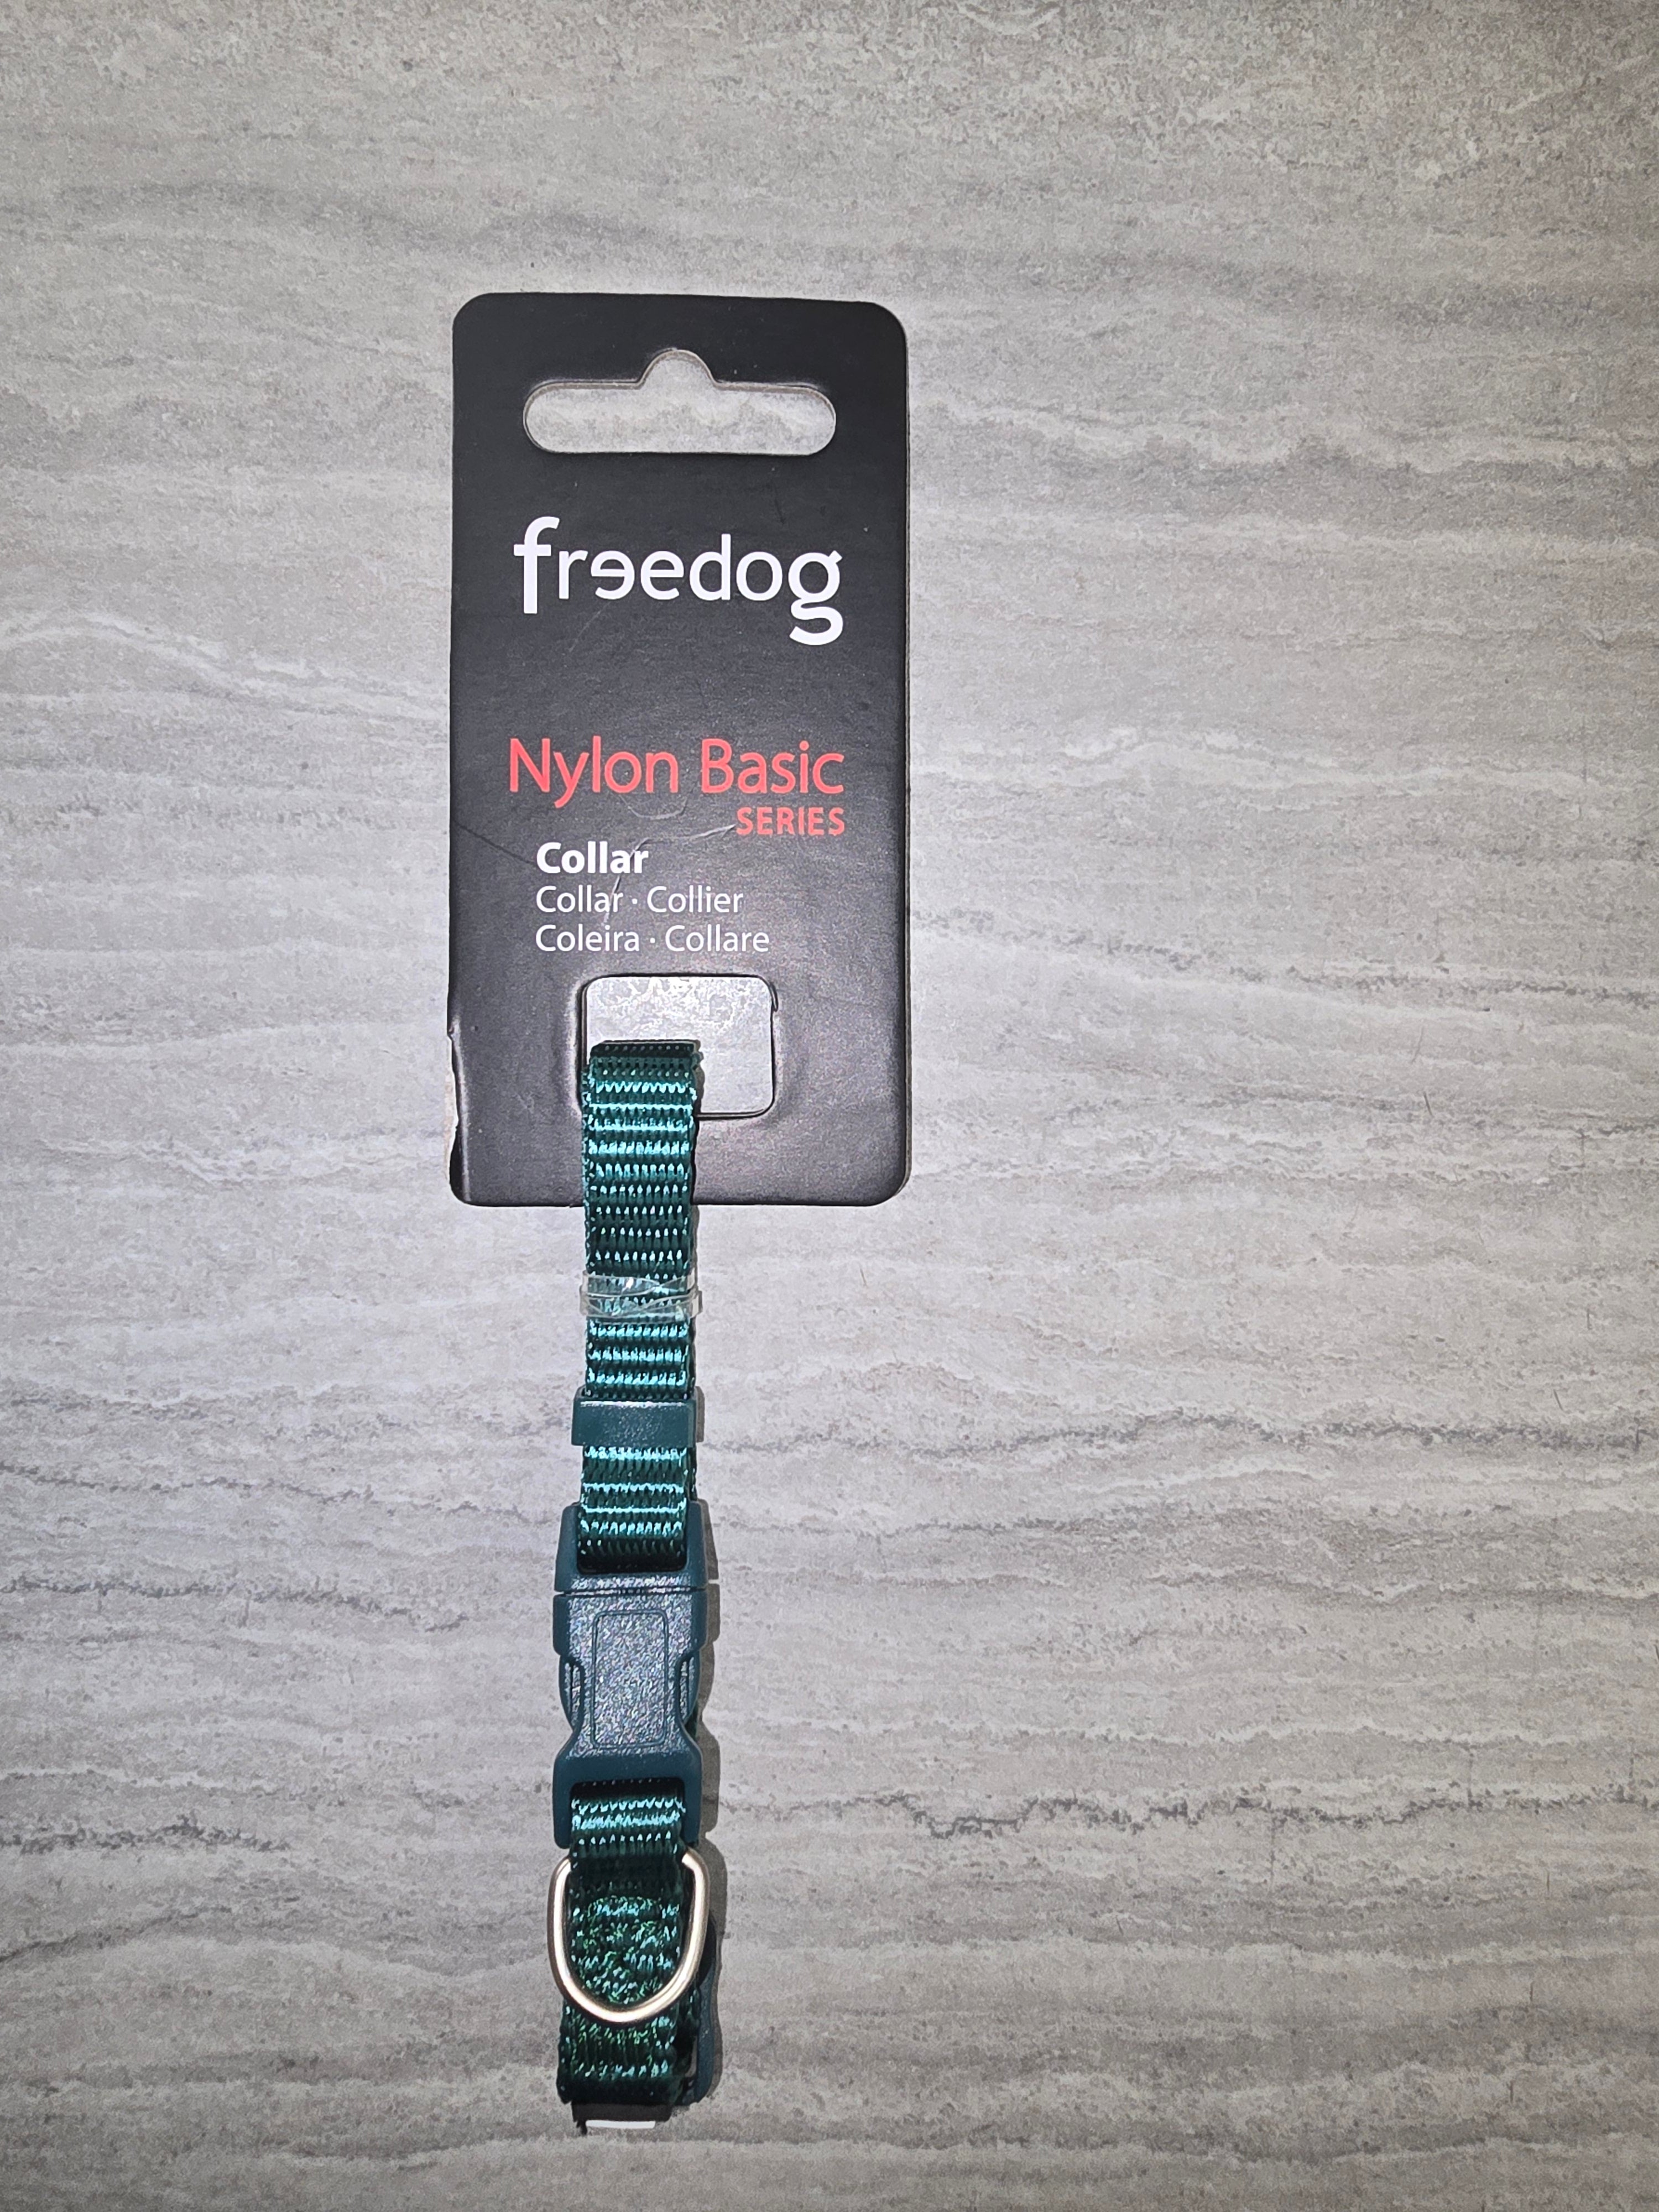 freedog
Nylon Basic
SERIES
Collar
Collar · Collier
Coleira · Collare